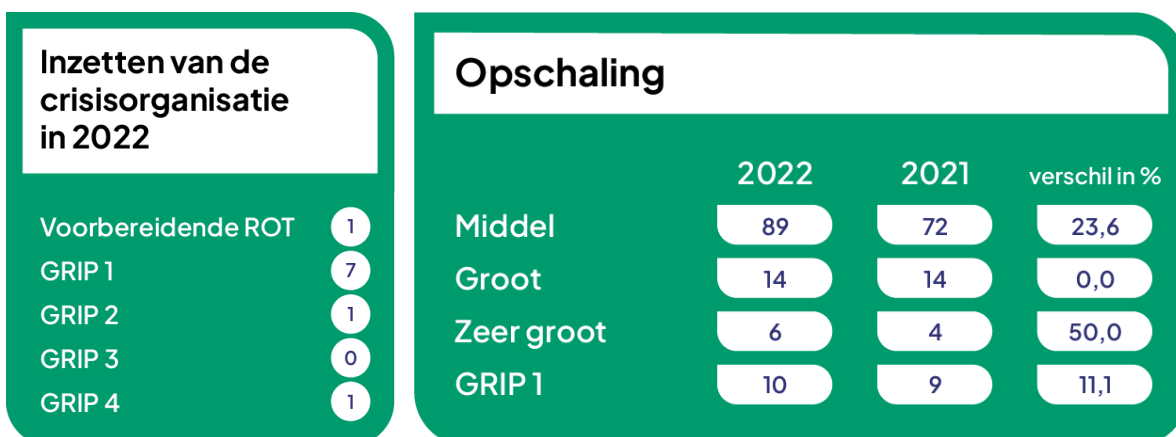 Inzetten van de
crisisorganisatie
in 2022
Voorbereidende ROT 1
GRIP 1 7
GRIP 2 1
GRIP 3 0
GRIP 4 1
Opschaling
2022 2021 verschil in %
Middel 89 72 23,6
Groot 14 14 0,0
Zeer groot 6 4 50,0
GRIP 1 10 9 11,1